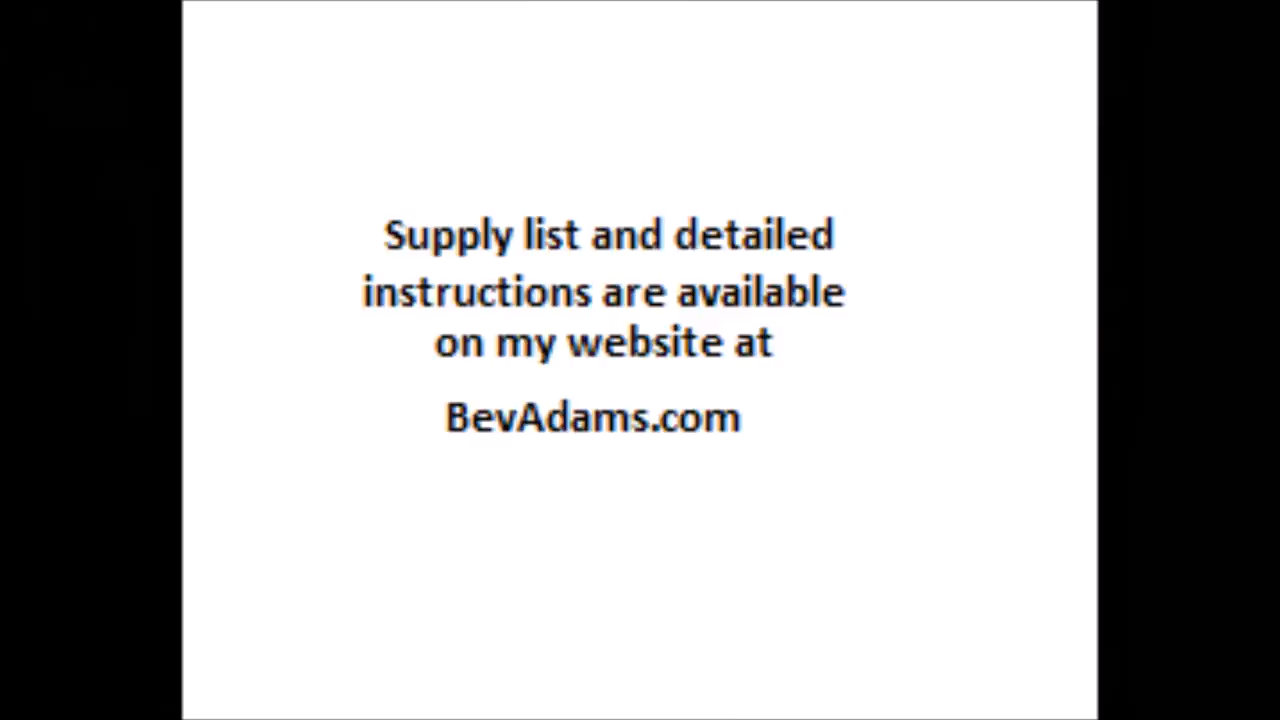 Supply list and detailed
instructions are available
on my website at
BevAdams.com